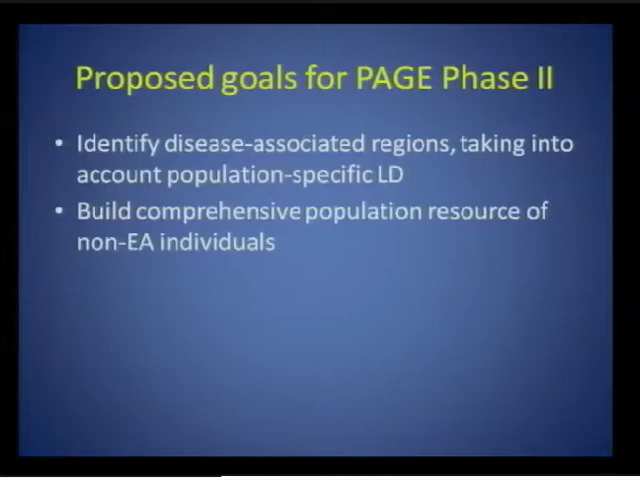 Proposed goals for PAGE Phase II
• Identify disease-associated regions, taking into
account population-specific LD
• Build comprehensive population resource of
non-EA individuals